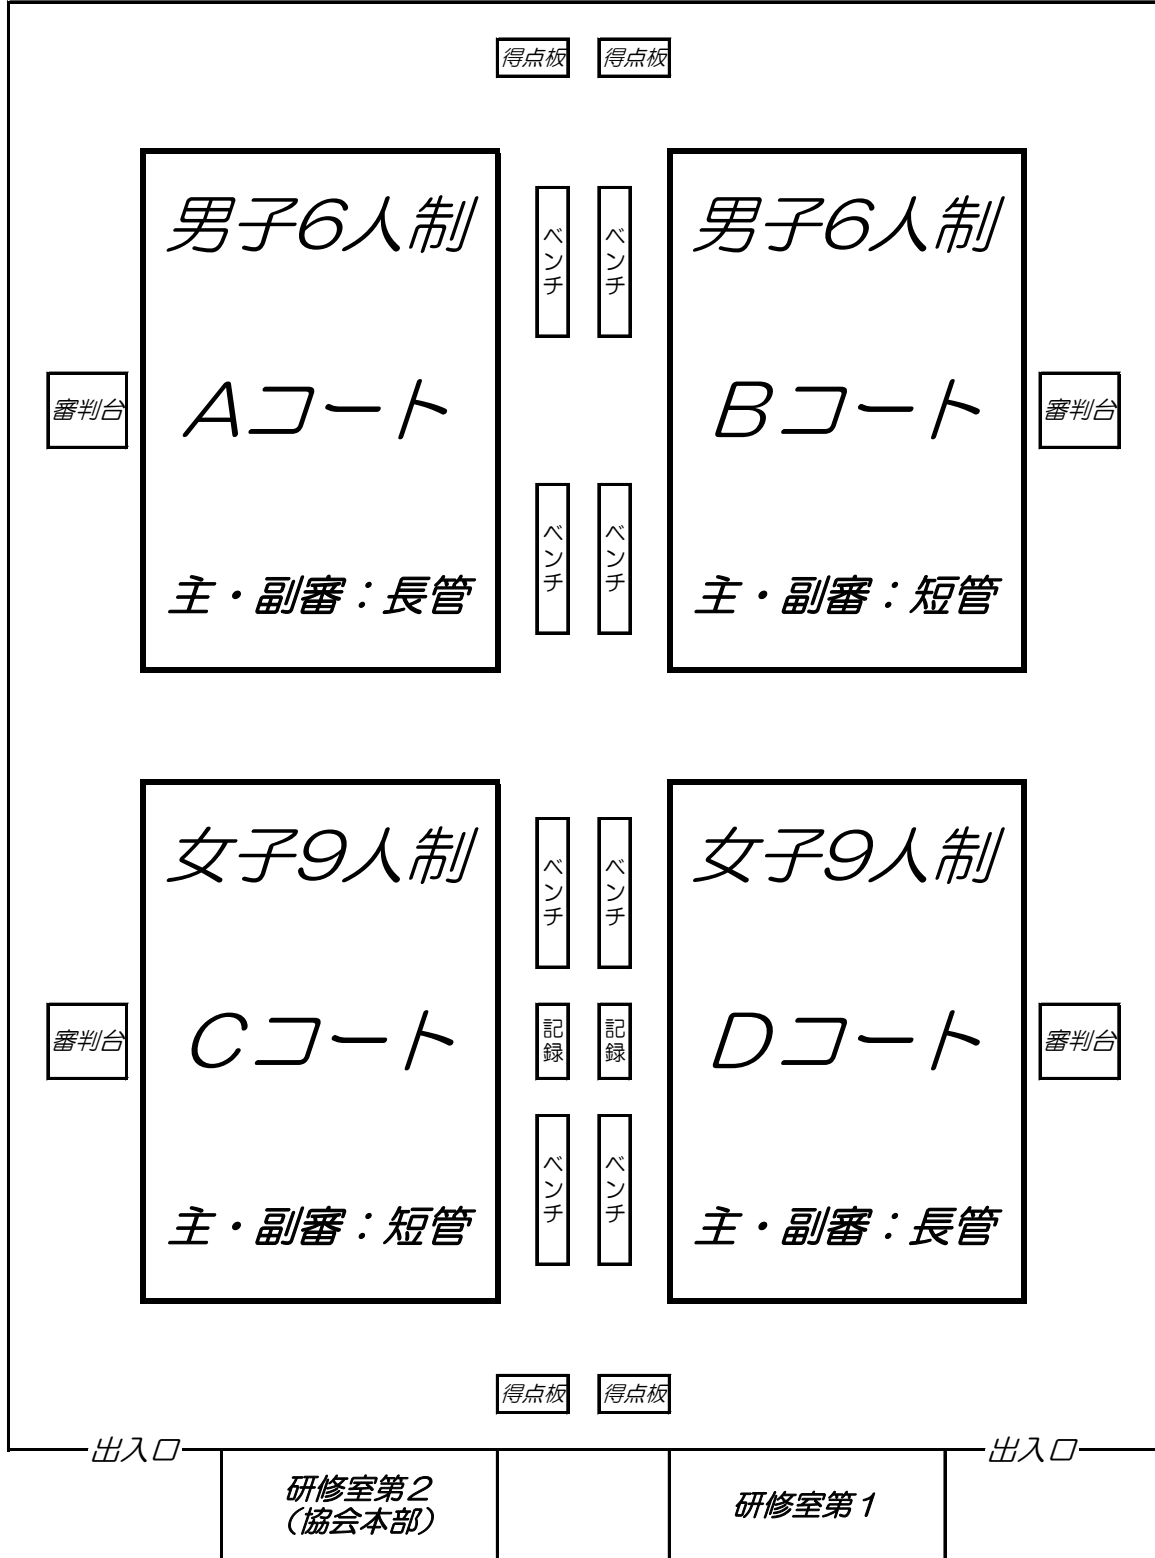 得点板 得点板
男子6人制
男子6人制
ベンチ
ベンチ
審判台
Aコート
Bコート
審判台
ベンチ
ベンチ
主・副審：長管
主・副審：短管
女子9人制
女子9人制
ベンチ
ベンチ
審判台
Cコート
記録
記録
Dコート
審判台
ベンチ
ベンチ
主・副審：短管
主・副審：長管
得点板 得点板
出入口
出入口
研修室第2
（協会本部）
研修室第1